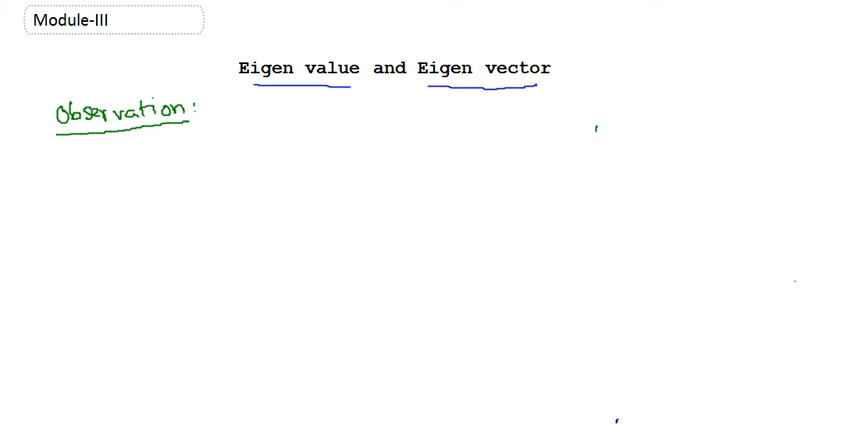 Module-III
Eigen value and Eigen vector
Observation: